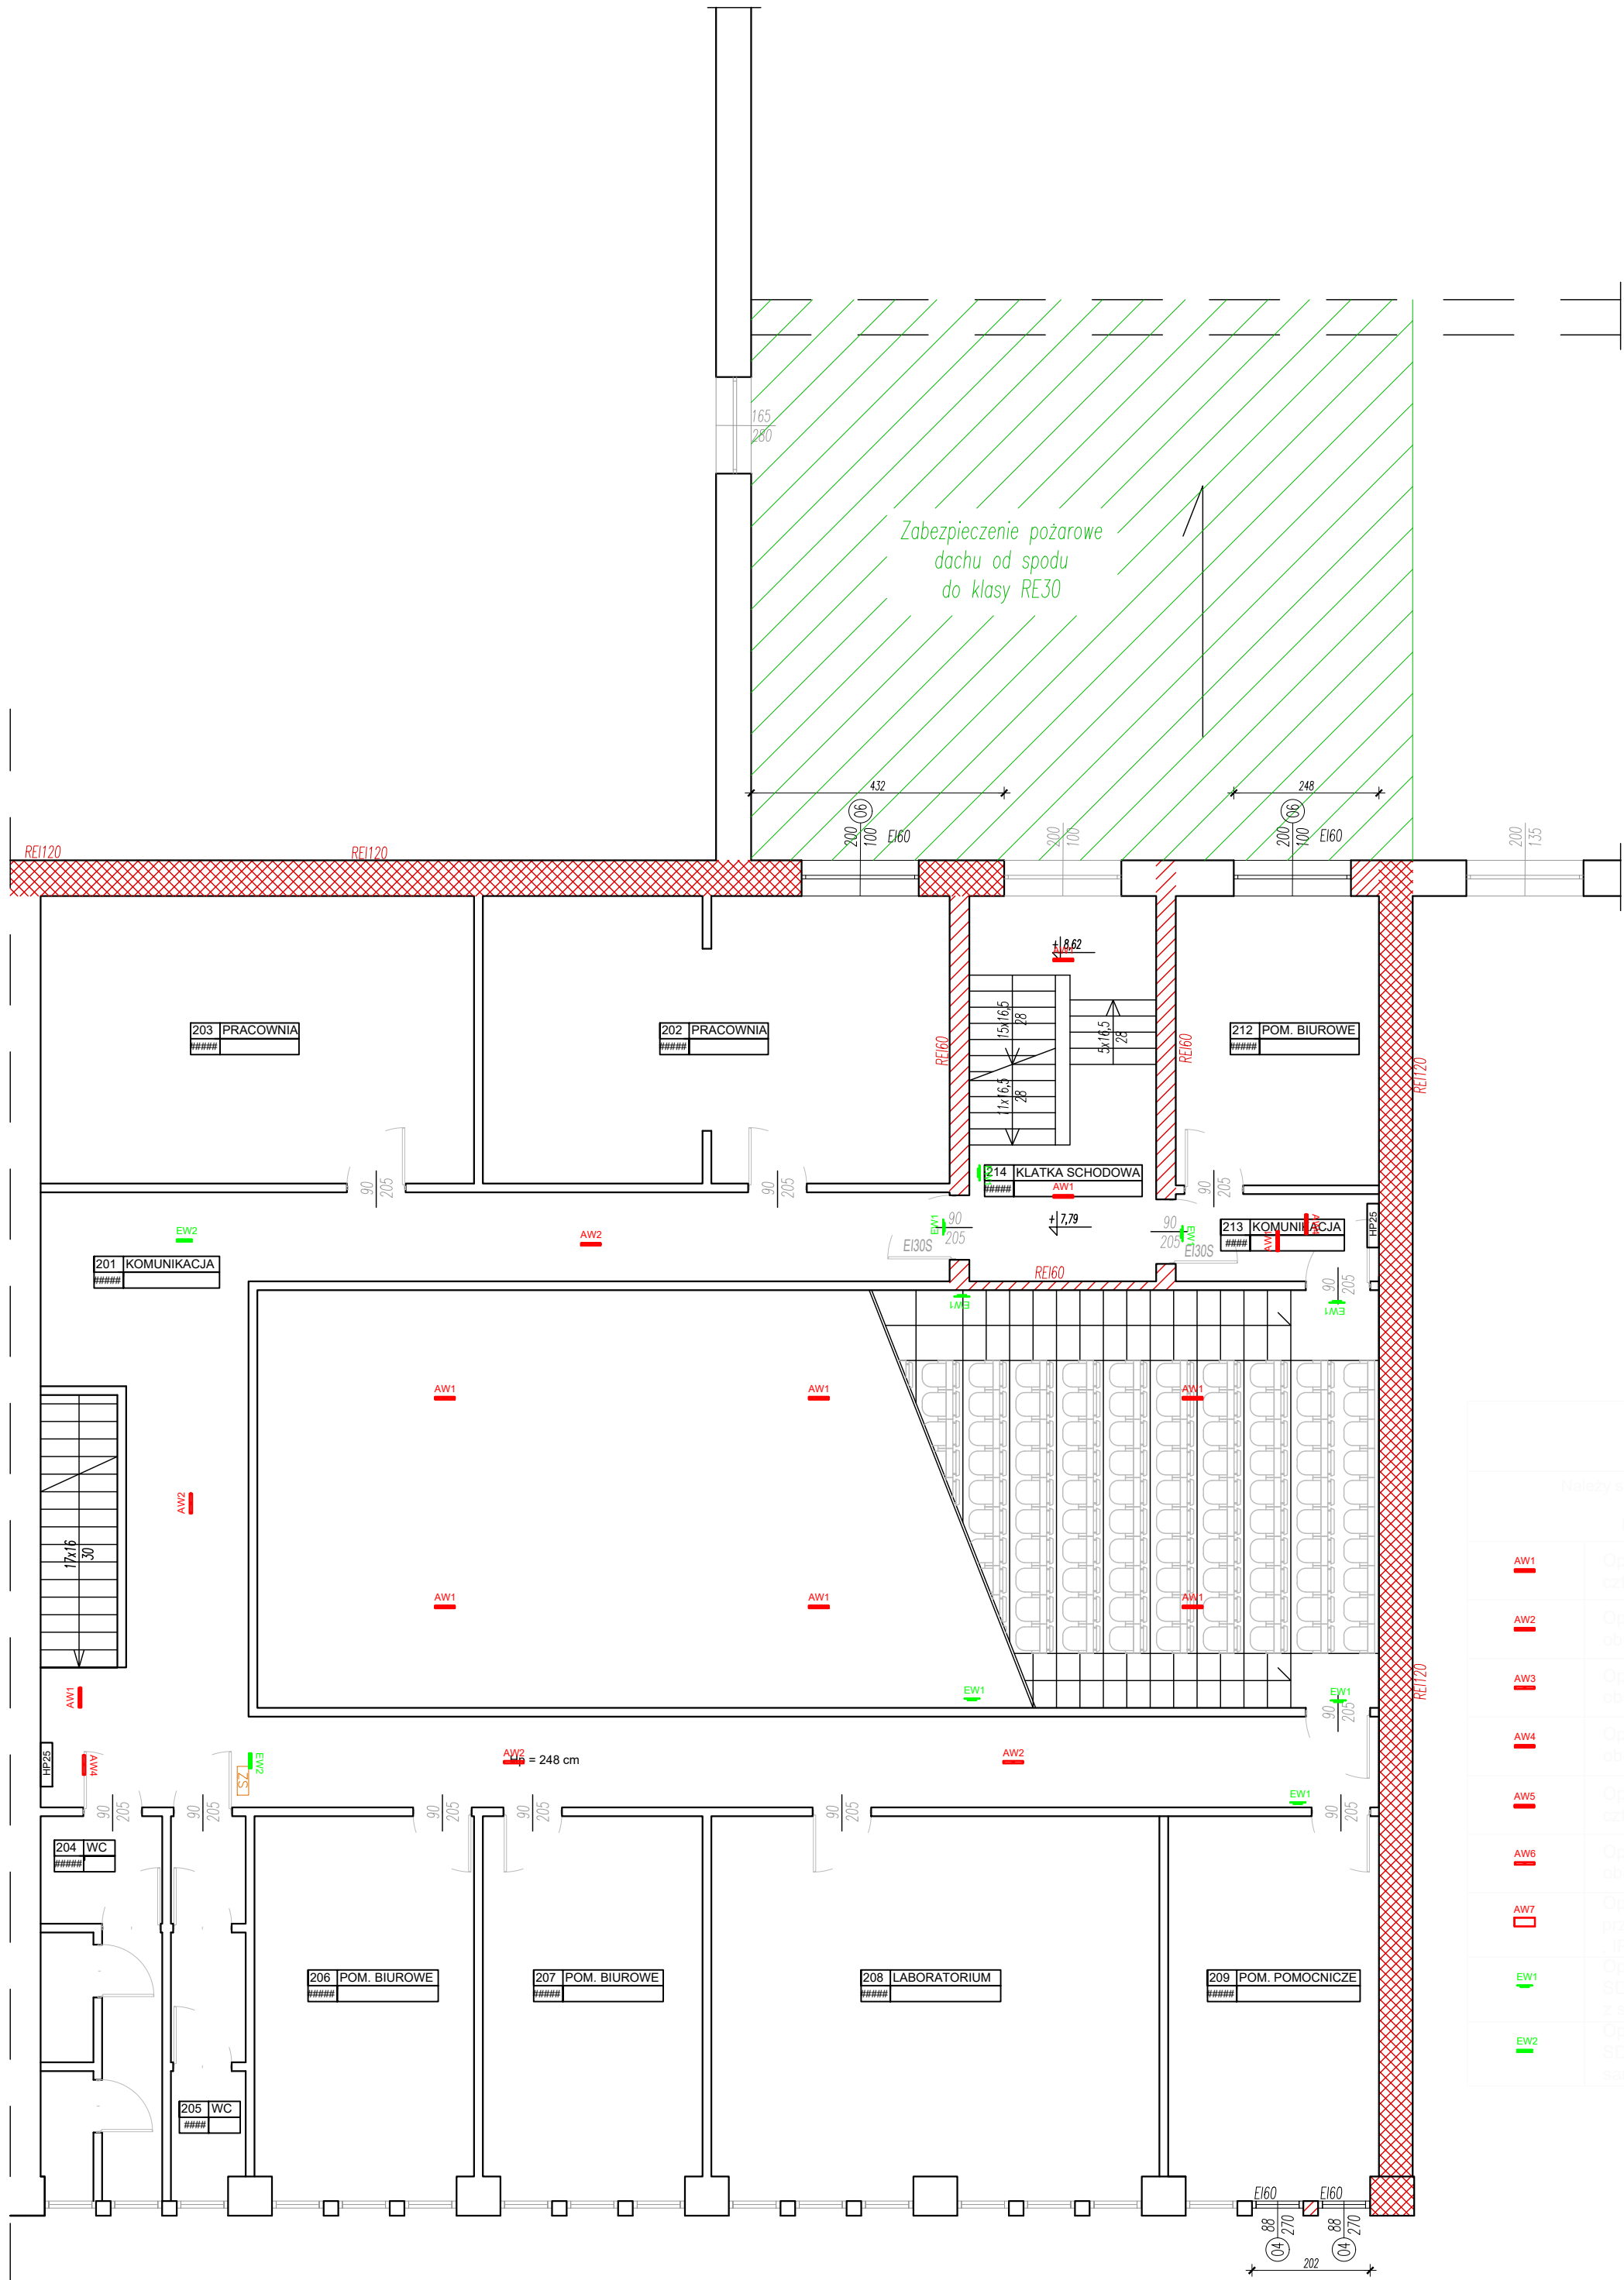 165
280
Zabezpieczenie pożarowe
dachu od spodu
do klasy RE30
432
248
06
200
100
EI60
200
100
06
200
100
EI60
200
135
REI120
REI120
+ 8,62
203 PRACOWNIA
#####
202 PRACOWNIA
#####
15x16,5
28
11x16,5
28
5x16,5
28
REI60
REI60
212 POM. BIUROWE
#####
REI120
90
205
90
205
214 KLATKA SCHODOWA
#####
AW1
90
205
EW2
AW2
EW1
90
205
EI30S
+ 7,79
90
205
EW1
EI30S
213 KOMUNIKACJA
####
AW1
HP25
201 KOMUNIKACJA
#####
REI60
90
205
EW1
EW1
AW1
AW1
AW1
AW2
17x16
30
AW1
AW1
AW1
AW1
EW1
EW1
90
205
REI120
HP25
AW4
EW2
ZS
AW2
= 248 cm
AW2
EW1
90
205
90
205
90
205
90
205
90
205
90
205
204 WC
#####
206 POM. BIUROWE
#####
207 POM. BIUROWE
#####
208 LABORATORIUM
#####
209 POM. POMOCNICZE
#####
205 WC
####
EI60
EI60
88
270
88
270
04
04
202
AW1
AW2
AW3
AW4
AW5
AW6
AW7
EW1
EW2